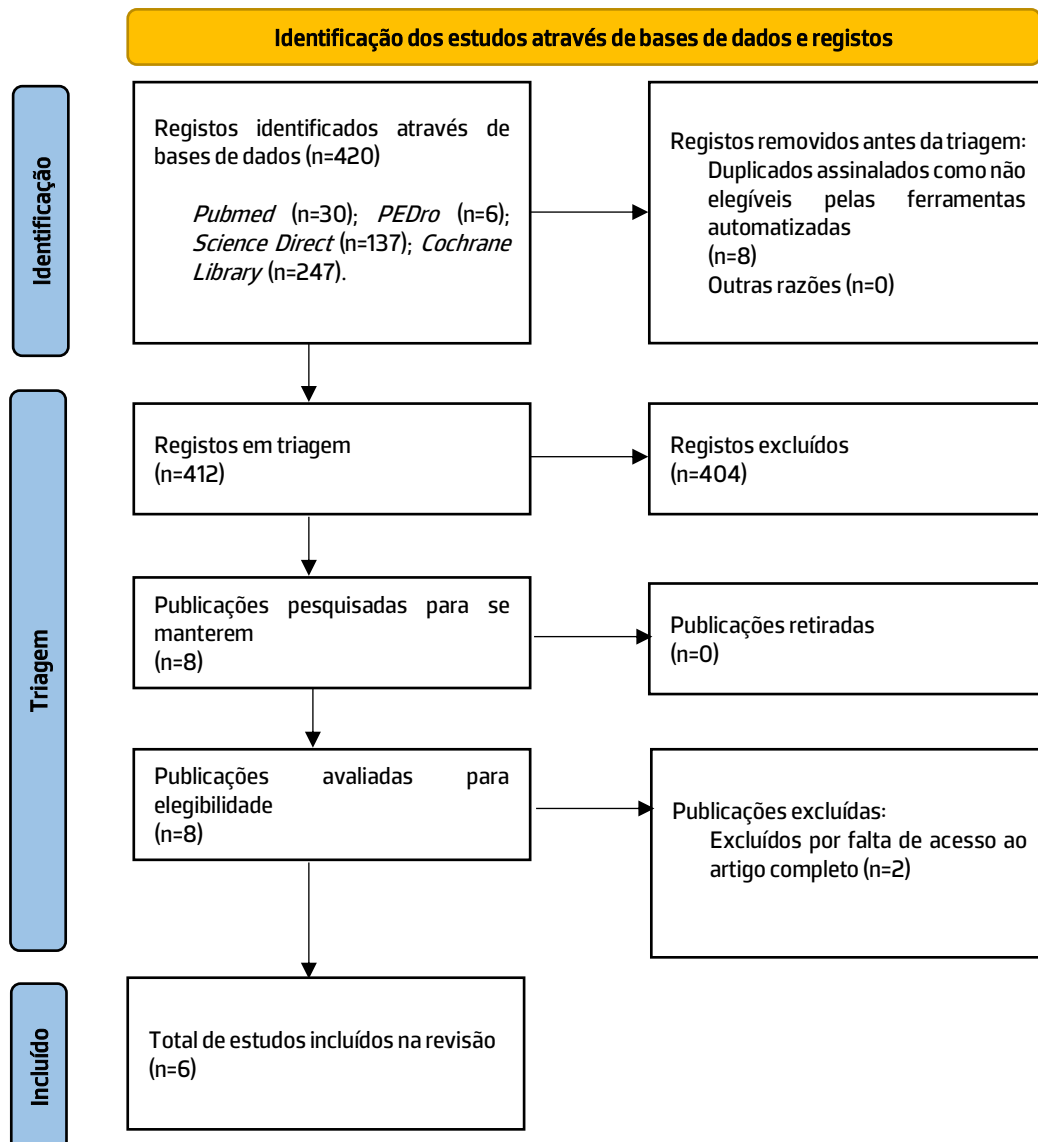 Identificação dos estudos através de bases de dados e registos
Identificação
Registos identificados através de
bases de dados (n=420)
Pubmed (n=30); PEDro (n=6);
Science Direct (n=137); Cochrane
Library (n=247).
Registos removidos antes da triagem:
Duplicados assinalados como não
elegíveis pelas ferramentas
automatizadas
(n=8)
Outras razões (n=0)
Triagem
Registos em triagem
(n=412)
Registos excluídos
(n=404)
Publicações pesquisadas para se
manterem
(n=8)
Publicações retiradas
(n=0)
Publicações avaliadas para
elegibilidade
(n=8)
Publicações excluídas:
Excluídos por falta de acesso ao
artigo completo (n=2)
Incluído
Total de estudos incluídos na revisão
(n=6)